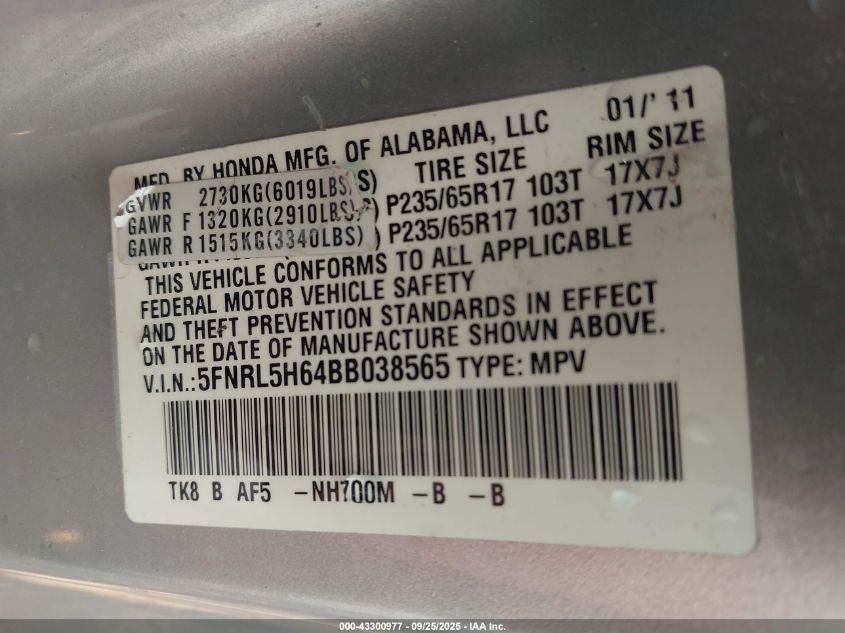 MFD. BY HONDA MFG. OF ALABAMA, LLC 01/'11
TIRE SIZE RIM SIZE
GVWR 2730KG(6019LBS)
GAWR F 1320KG(2910LBS) P235/65R17 103T 17X7J
GAWR R 1515KG(3340LBS) P235/65R17 103T 17X7J
THIS VEHICLE CONFORMS TO ALL APPLICABLE
FEDERAL MOTOR VEHICLE SAFETY
AND THEFT PREVENTION STANDARDS IN EFFECT
ON THE DATE OF MANUFACTURE SHOWN ABOVE.
V.I.N.:5FNRL5H64BB038565 TYPE: MPV
TK8 B AF5 -NH700M -B -B
000-43300977 - 09/25/2025 - IAA Inc.